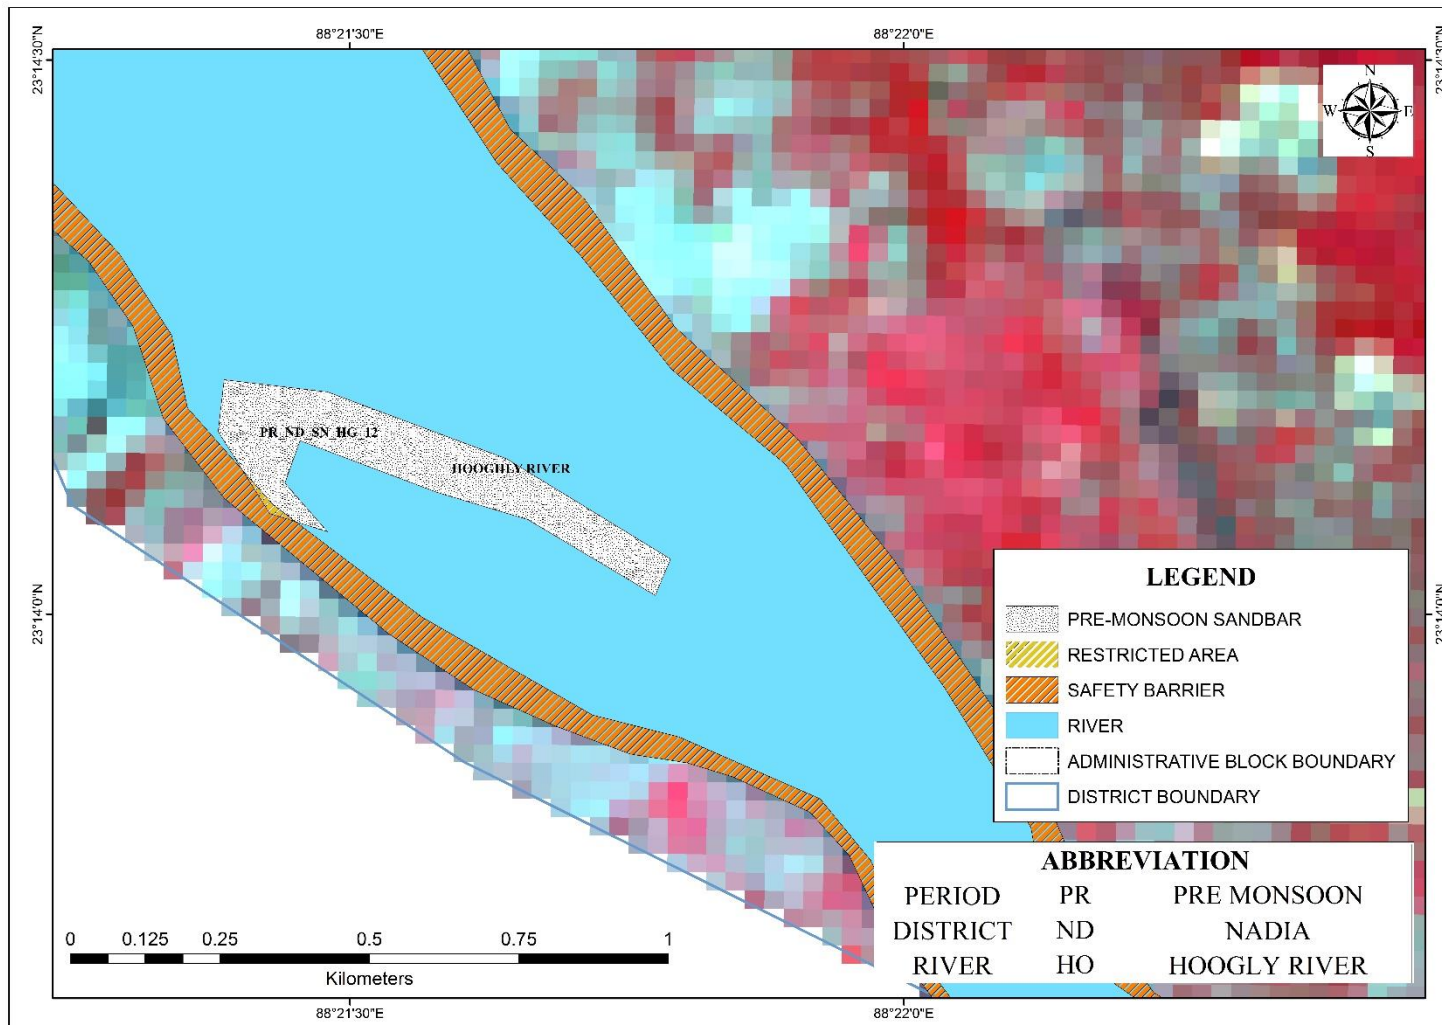 88°21'30"E 88°22'0"E
23°14'30"N 23°14'30"N
N
W E
S
PR_ND_SN_HG_12
HOOGHLY RIVER
23°14'0"N 23°14'0"N
LEGEND
PRE-MONSOON SANDBAR
RESTRICTED AREA
SAFETY BARRIER
RIVER
ADMINISTRATIVE BLOCK BOUNDARY
DISTRICT BOUNDARY
ABBREVIATION
PERIOD PR PRE MONSOON
DISTRICT ND NADIA
RIVER HO HOOGLY RIVER
0 0.125 0.25 0.5 0.75 1
Kilometers
88°21'30"E 88°22'0"E